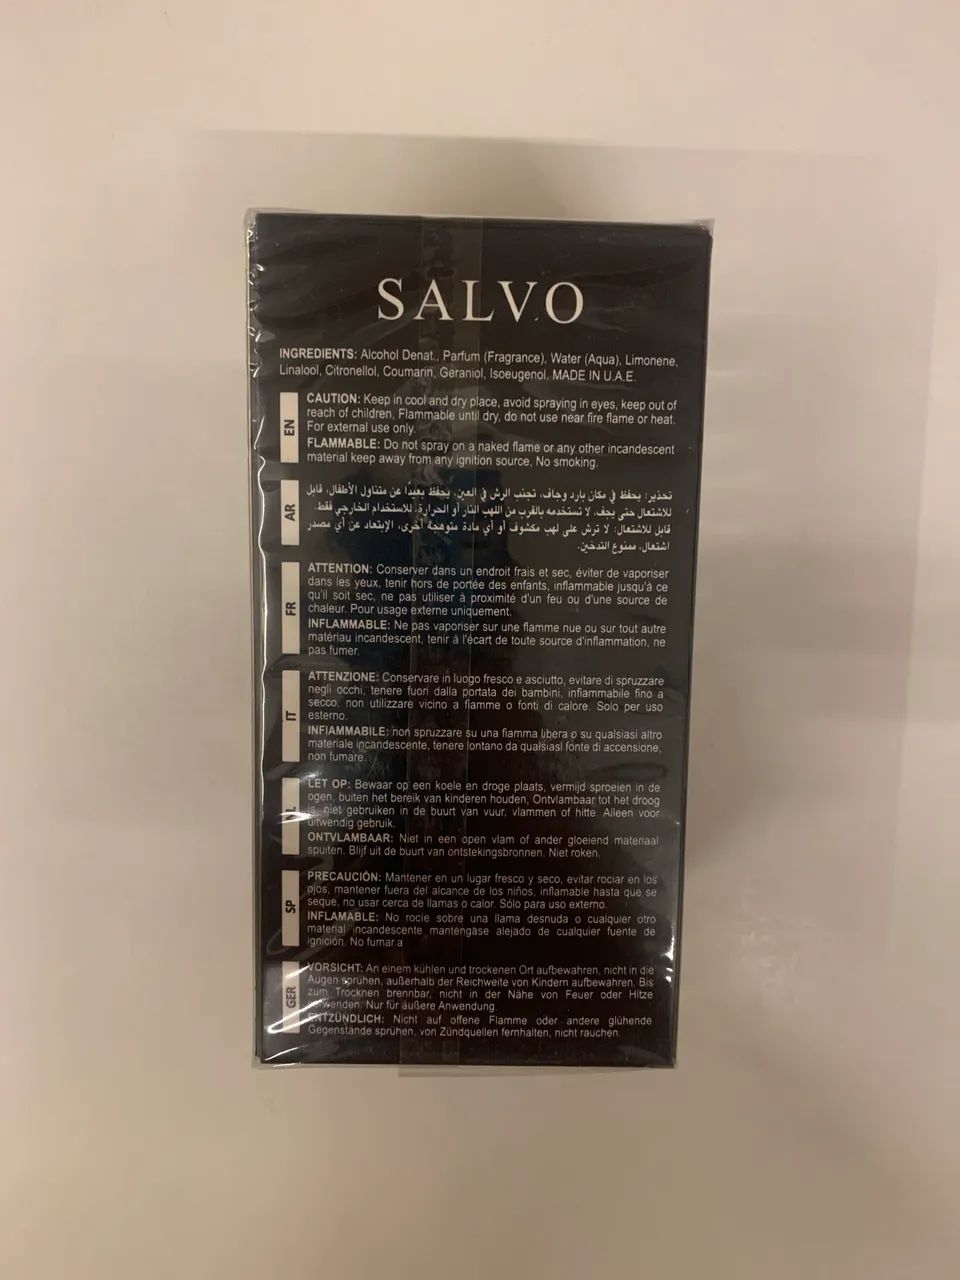 SALVO
INGREDIENTS: Alcohol Denat., Parfum (Fragrance), Water (Aqua), Limonene,
Linalool, Citronellol, Coumarin, Geraniol, Isoeugenol. MADE IN U.A.E.
EN
CAUTION: Keep in cool and dry place, avoid spraying in eyes, keep out of
reach of children, Flammable until dry, do not use near fire flame or heat.
For external use only.
FLAMMABLE: Do not spray on a naked flame or any other incandescent
material keep away from any ignition source, No smoking.
AR
تحذير: يحفظ في مكان بارد وجاف، تجنب الرش في العين، يحفظ بعيداً عن متناول الأطفال، قابل
للاشتعال حتى يجف، لا تستخدمه بالقرب من اللهب النار أو الحرارة. للاستخدام الخارجي فقط.
قابل للاشتعال: لا ترش على لهب مكشوف أو أي مادة متوهجة أخرى، الإبتعاد عن أي مصدر
اشتعال، ممنوع التدخين.
FR
ATTENTION: Conserver dans un endroit frais et sec, éviter de vaporiser
dans les yeux, tenir hors de portée des enfants, inflammable jusqu'à ce
qu'il soit sec, ne pas utiliser à proximité d'un feu ou d'une source de
chaleur. Pour usage externe uniquement.
INFLAMMABLE: Ne pas vaporiser sur une flamme nue ou sur tout autre
matériau incandescent, tenir à l'écart de toute source d'inflammation, ne
pas fumer.
IT
ATTENZIONE: Conservare in luogo fresco e asciutto, evitare di spruzzare
negli occhi, tenere fuori dalla portata dei bambini, infiammabile fino a
secco, non utilizzare vicino a fiamme o fonti di calore. Solo per uso
esterno.
INFIAMMABILE: non spruzzare su una fiamma libera o su qualsiasi altro
materiale incandescente, tenere lontano da qualsiasi fonte di accensione,
non fumare.
LET OP: Bewaar op een koele en droge plaats, vermijd sproeien in de
ogen, buiten het bereik van kinderen houden, Ontvlambaar tot het droog
is, niet gebruiken in de buurt van vuur, vlammen of hitte. Alleen voor
uitwendig gebruik.
ONTVLAMBAAR: Niet in een open vlam of ander gloeiend materiaal
spuiten. Blijf uit de buurt van ontstekingsbronnen. Niet roken.
SP
PRECAUCIÓN: Mantener en un lugar fresco y seco, evitar rociar en los
ojos, mantener fuera del alcance de los niños, inflamable hasta que se
seque, no usar cerca de llamas o calor. Sólo para uso externo.
INFLAMABLE: No rocíe sobre una llama desnuda o cualquier otro
material incandescente manténgase alejado de cualquier fuente de
ignición. No fumar.a
GER
VORSICHT: An einem kühlen und trockenen Ort aufbewahren, nicht in die
Augen sprühen, außerhalb der Reichweite von Kindern aufbewahren, Bis
zum Trocknen brennbar, nicht in der Nähe von Feuer oder Hitze
verwenden. Nur für äußere Anwendung.
ENTZÜNDLICH: Nicht auf offene Flamme oder andere glühende
Gegenstände sprühen, von Zündquellen fernhalten, nicht rauchen.